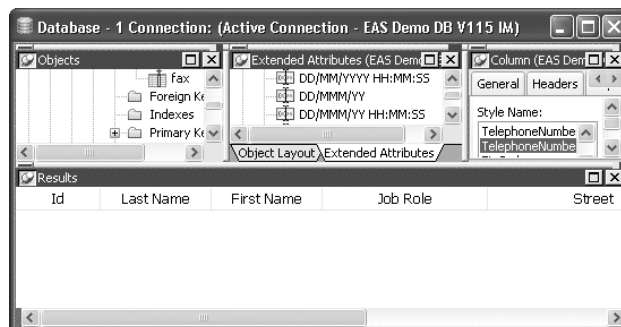 Database - 1 Connection: (Active Connection - EAS Demo DB V115 IM)
Objects
fax
Foreign Ke
Indexes
Primary Ke
Extended Attributes (EAS Demo
DD/MM/YYYY HH:MM:SS
DD/MMM/YY
DD/MMM/YY HH:MM:SS
Object Layout Extended Attributes
Column (EAS Dem
General Headers
Style Name:
TelephoneNumbe
TelephoneNumbe
Results
Id Last Name First Name Job Role Street